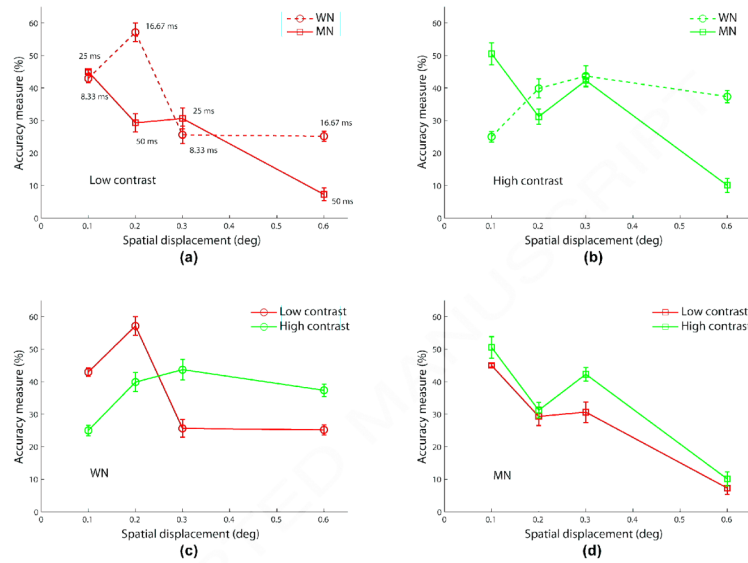 WN
MN
60
50
40
30
20
10
0
Accuracy measure (%)
25 ms
8.33 ms
16.67 ms
50 ms
25 ms
8.33 ms
16.67 ms
50 ms
Low contrast
0 0.1 0.2 0.3 0.4 0.5 0.6
Spatial displacement (deg)
(a)
WN
MN
60
50
40
30
20
10
0
Accuracy measure (%)
High contrast
0 0.1 0.2 0.3 0.4 0.5 0.6
Spatial displacement (deg)
(b)
Low contrast
High contrast
60
50
40
30
20
10
0
Accuracy measure (%)
WN
0 0.1 0.2 0.3 0.4 0.5 0.6
Spatial displacement (deg)
(c)
Low contrast
High contrast
60
50
40
30
20
10
0
Accuracy measure (%)
MN
0 0.1 0.2 0.3 0.4 0.5 0.6
Spatial displacement (deg)
(d)